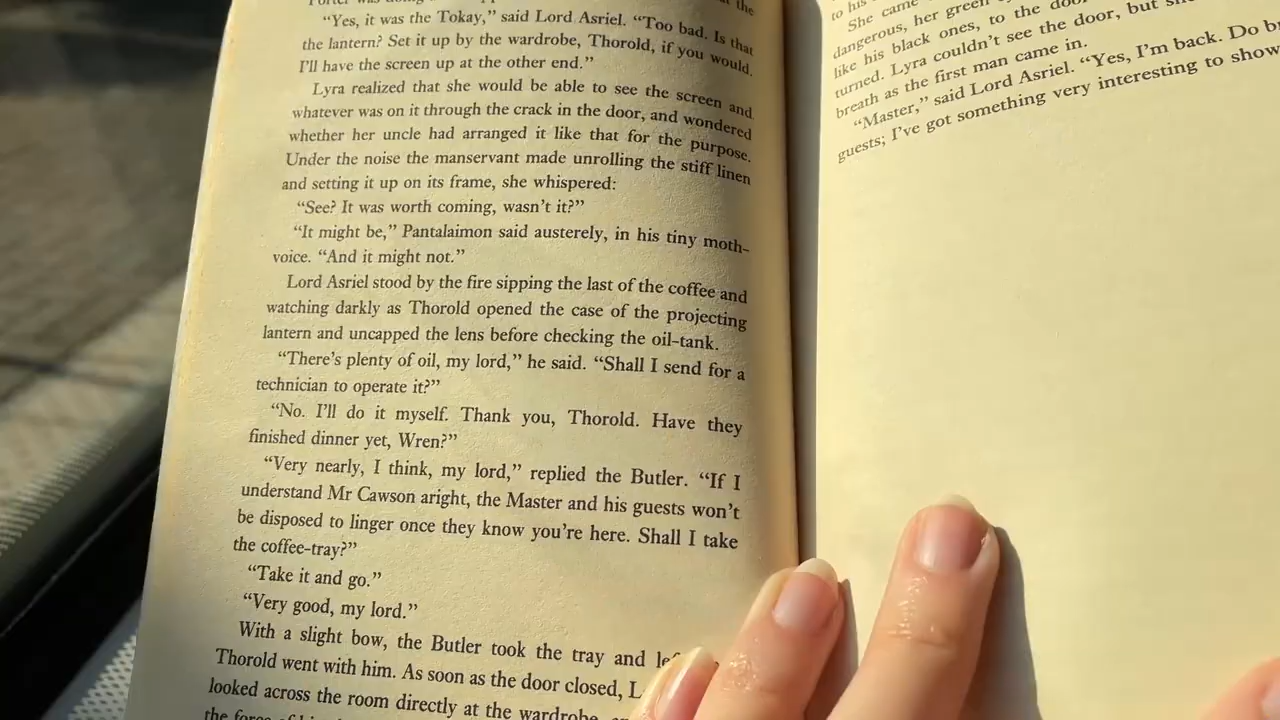 the
"Yes, it was the Tokay," said Lord Asriel. "Too bad. Is that
the lantern? Set it up by the wardrobe, Thorold, if you would.
I'll have the screen up at the other end."
Lyra realized that she would be able to see the screen and
whatever was on it through the crack in the door, and wondered
whether her uncle had arranged it like that for the purpose.
Under the noise the manservant made unrolling the stiff linen
and setting it up on its frame, she whispered:
"See? It was worth coming, wasn't it?"
"It might be," Pantalaimon said austerely, in his tiny moth-
voice. "And it might not."
Lord Asriel stood by the fire sipping the last of the coffee and
watching darkly as Thorold opened the case of the projecting
lantern and uncapped the lens before checking the oil-tank.
"There's plenty of oil, my lord," he said. "Shall I send for a
technician to operate it?"
"No. I'll do it myself. Thank you, Thorold. Have they
finished dinner yet, Wren?"
"Very nearly, I think, my lord," replied the Butler. "If I
understand Mr Cawson aright, the Master and his guests won't
be disposed to linger once they know you're here. Shall I take
the coffee-tray?"
"Take it and go."
"Very good, my lord."
With a slight bow, the Butler took the tray and
Thorold went with him. As soon as the door closed,
looked across the room directly at the wardrobe,
the force of
to his
She came
dangerous, her green
like his black ones, to the door
turned. Lyra couldn't see the door, but
breath as the first man came in.
"Master," said Lord Asriel. "Yes, I'm back. Do
guests; I've got something very interesting to show